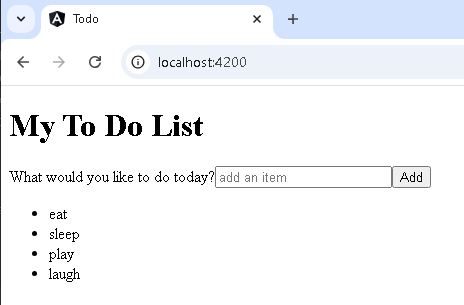 Todo
localhost:4200
My To Do List
What would you like to do today? add an item Add
eat
sleep
play
laugh